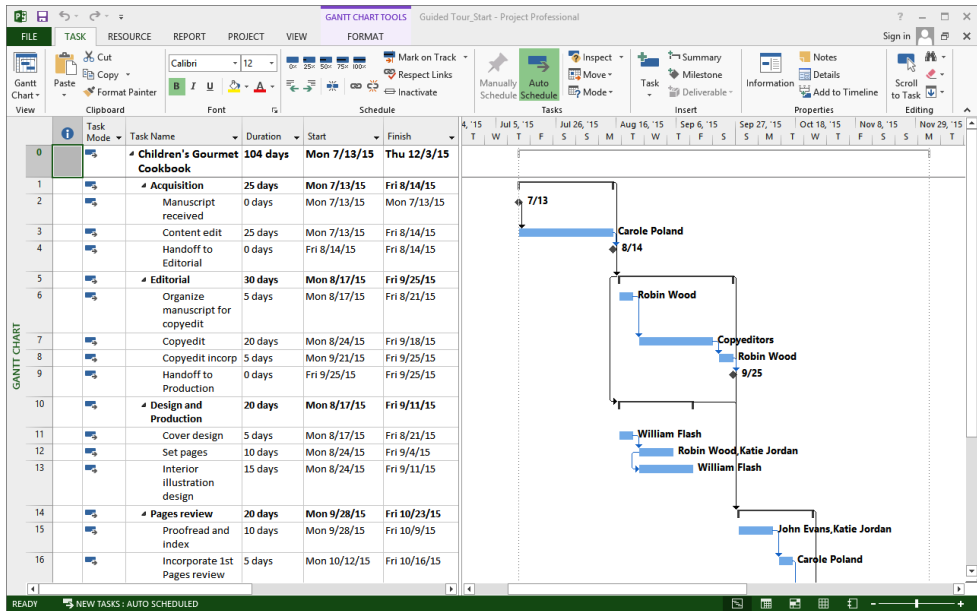 GANTT CHART TOOLS
Guided Tour_Start - Project Professional
FILE TASK RESOURCE REPORT PROJECT VIEW FORMAT Sign in
Gantt Chart
View
Paste
Cut
Copy
Format Painter
Clipboard
Calibri 12
B I U A
Font
0% 25% 50% 75% 100%
Mark on Track
Respect Links
Inactivate
Schedule
Manually Schedule
Auto Schedule
Inspect
Move
Mode
Tasks
Task
Summary
Milestone
Deliverable
Insert
Information
Notes
Details
Add to Timeline
Properties
Scroll to Task
Editing
Task Mode Task Name Duration Start Finish
4, '15 Jul 5, '15 Jul 26, '15 Aug 16, '15 Sep 6, '15 Sep 27, '15 Oct 18, '15 Nov 8, '15 Nov 29, '15
T W T F S S M T W T F S S M T W T F S S M T
0 Children's Gourmet Cookbook 104 days Mon 7/13/15 Thu 12/3/15
1 Acquisition 25 days Mon 7/13/15 Fri 8/14/15
2 Manuscript received 0 days Mon 7/13/15 Mon 7/13/15 7/13
3 Content edit 25 days Mon 7/13/15 Fri 8/14/15 Carole Poland
4 Handoff to Editorial 0 days Fri 8/14/15 Fri 8/14/15 8/14
5 Editorial 30 days Mon 8/17/15 Fri 9/25/15
6 Organize manuscript for copyedit 5 days Mon 8/17/15 Fri 8/21/15 Robin Wood
7 Copyedit 20 days Mon 8/24/15 Fri 9/18/15 Copyeditors
8 Copyedit incorp 5 days Mon 9/21/15 Fri 9/25/15 Robin Wood
9 Handoff to Production 0 days Fri 9/25/15 Fri 9/25/15 9/25
10 Design and Production 20 days Mon 8/17/15 Fri 9/11/15
11 Cover design 5 days Mon 8/17/15 Fri 8/21/15 William Flash
12 Set pages 10 days Mon 8/24/15 Fri 9/4/15 Robin Wood,Katie Jordan
13 Interior illustration design 15 days Mon 8/24/15 Fri 9/11/15 William Flash
14 Pages review 20 days Mon 9/28/15 Fri 10/23/15
15 Proofread and index 10 days Mon 9/28/15 Fri 10/9/15 John Evans,Katie Jordan
16 Incorporate 1st Pages review 5 days Mon 10/12/15 Fri 10/16/15 Carole Poland
GANTT CHART
READY NEW TASKS : AUTO SCHEDULED